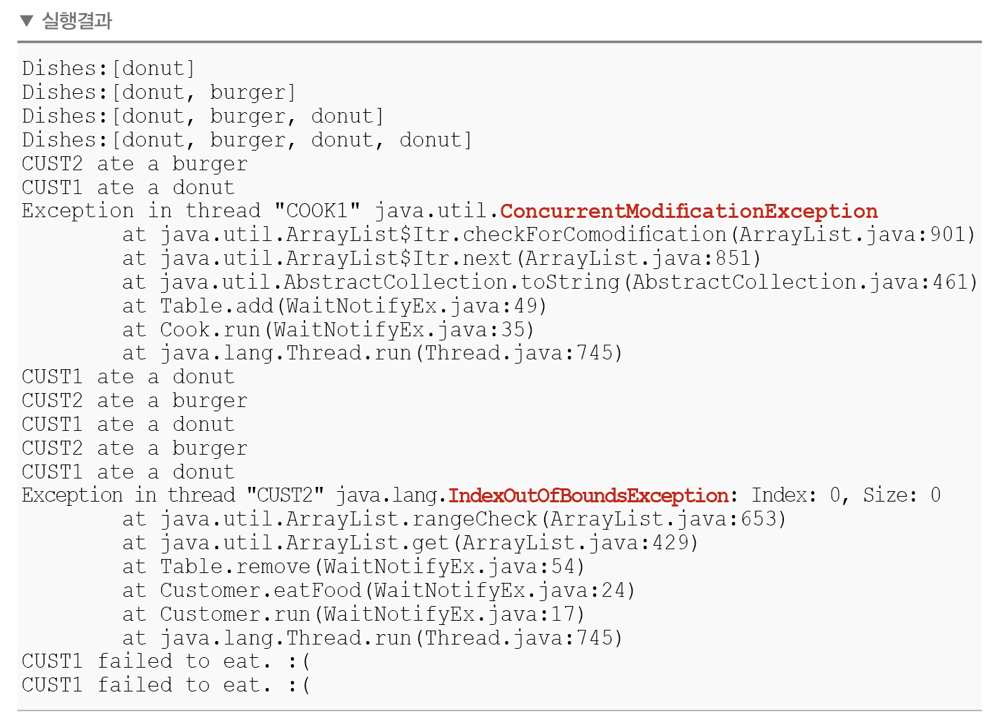 ▼ 실행결과
Dishes:[donut]
Dishes:[donut, burger]
Dishes:[donut, burger, donut]
Dishes:[donut, burger, donut, donut]
CUST2 ate a burger
CUST1 ate a donut
Exception in thread "COOK1" java.util.ConcurrentModificationException
        at java.util.ArrayList$Itr.checkForComodification(ArrayList.java:901)
        at java.util.ArrayList$Itr.next(ArrayList.java:851)
        at java.util.AbstractCollection.toString(AbstractCollection.java:461)
        at Table.add(WaitNotifyEx.java:49)
        at Cook.run(WaitNotifyEx.java:35)
        at java.lang.Thread.run(Thread.java:745)
CUST1 ate a donut
CUST2 ate a burger
CUST1 ate a donut
CUST2 ate a burger
CUST1 ate a donut
Exception in thread "CUST2" java.lang.IndexOutOfBoundsException: Index: 0, Size: 0
        at java.util.ArrayList.rangeCheck(ArrayList.java:653)
        at java.util.ArrayList.get(ArrayList.java:429)
        at Table.remove(WaitNotifyEx.java:54)
        at Customer.eatFood(WaitNotifyEx.java:24)
        at Customer.run(WaitNotifyEx.java:17)
        at java.lang.Thread.run(Thread.java:745)
CUST1 failed to eat. :(
CUST1 failed to eat. :(